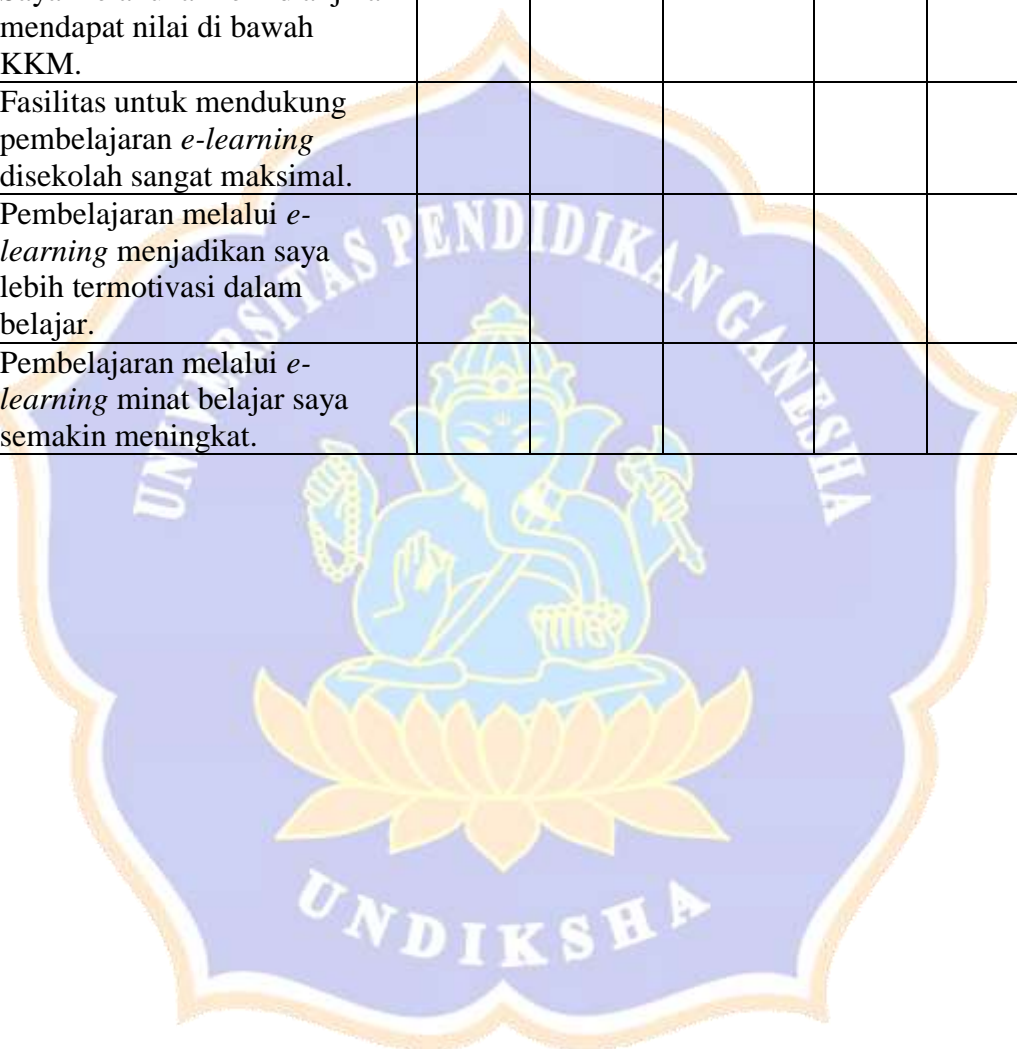 mendapat nilai di bawah
KKM.
Fasilitas untuk mendukung
pembelajaran e-learning
disekolah sangat maksimal.
Pembelajaran melalui e-
learning menjadikan saya
lebih termotivasi dalam
belajar.
Pembelajaran melalui e-
learning minat belajar saya
semakin meningkat.
UNIVERSITAS PENDIDIKAN GANESHA
UNDIKSHA